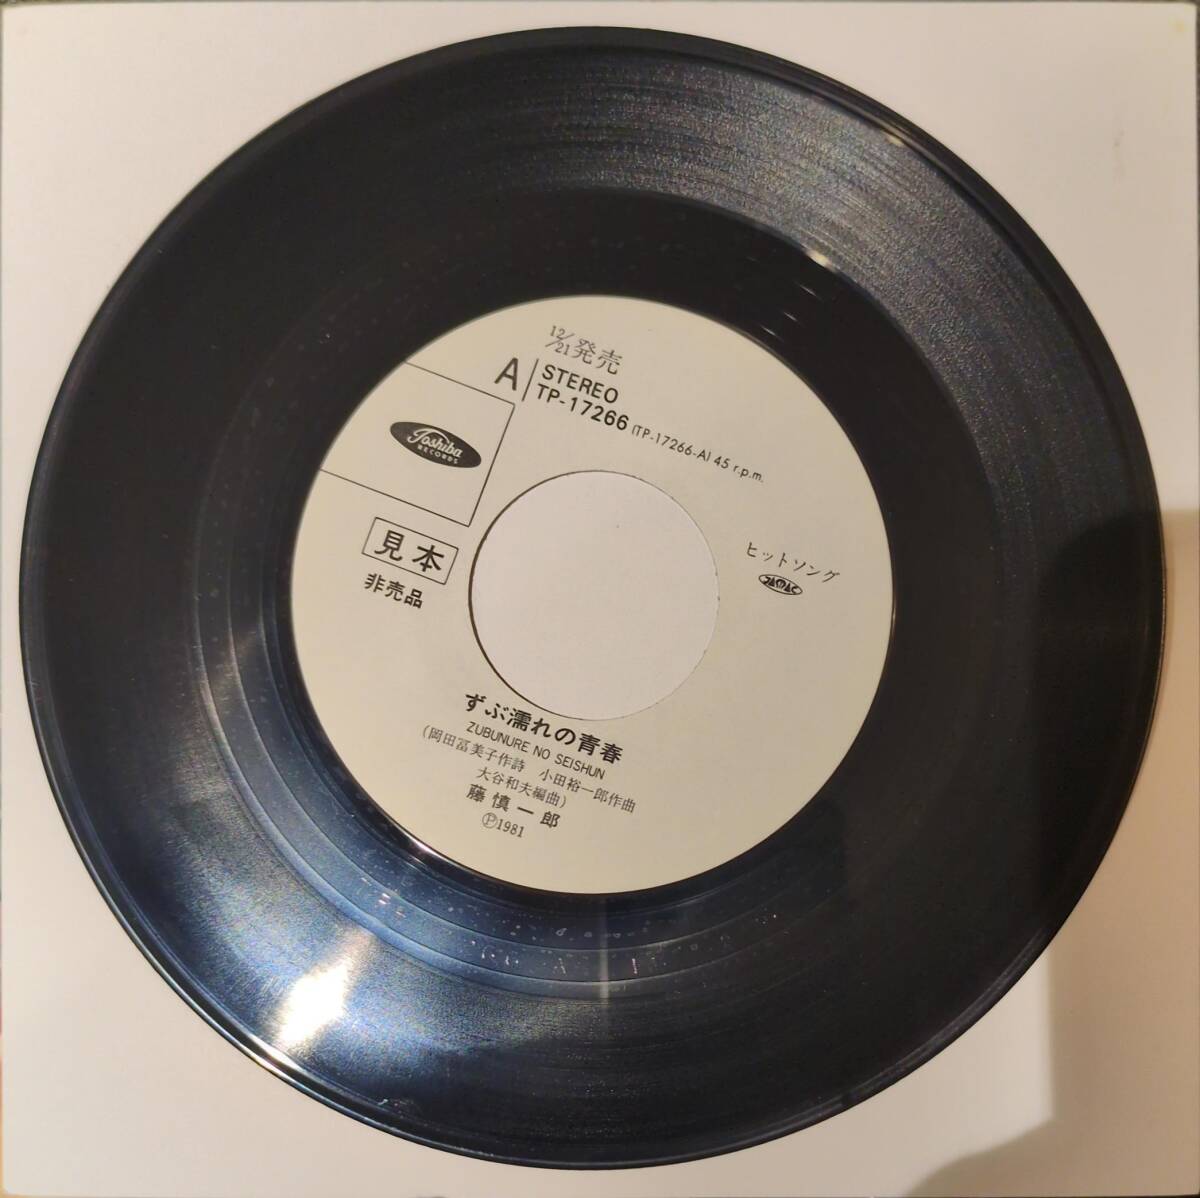 12/21発売
A
STEREO
TP-17266 (TP-17266-A) 45 r.p.m.
Toshiba
RECORDS
見本
非売品
ヒットソング
JASRAC
ずぶ濡れの青春
ZUBUNURE NO SEISHUN
(岡田冨美子作詩 小田裕一郎作曲
大谷和夫編曲)
藤慎一郎
Ⓟ1981